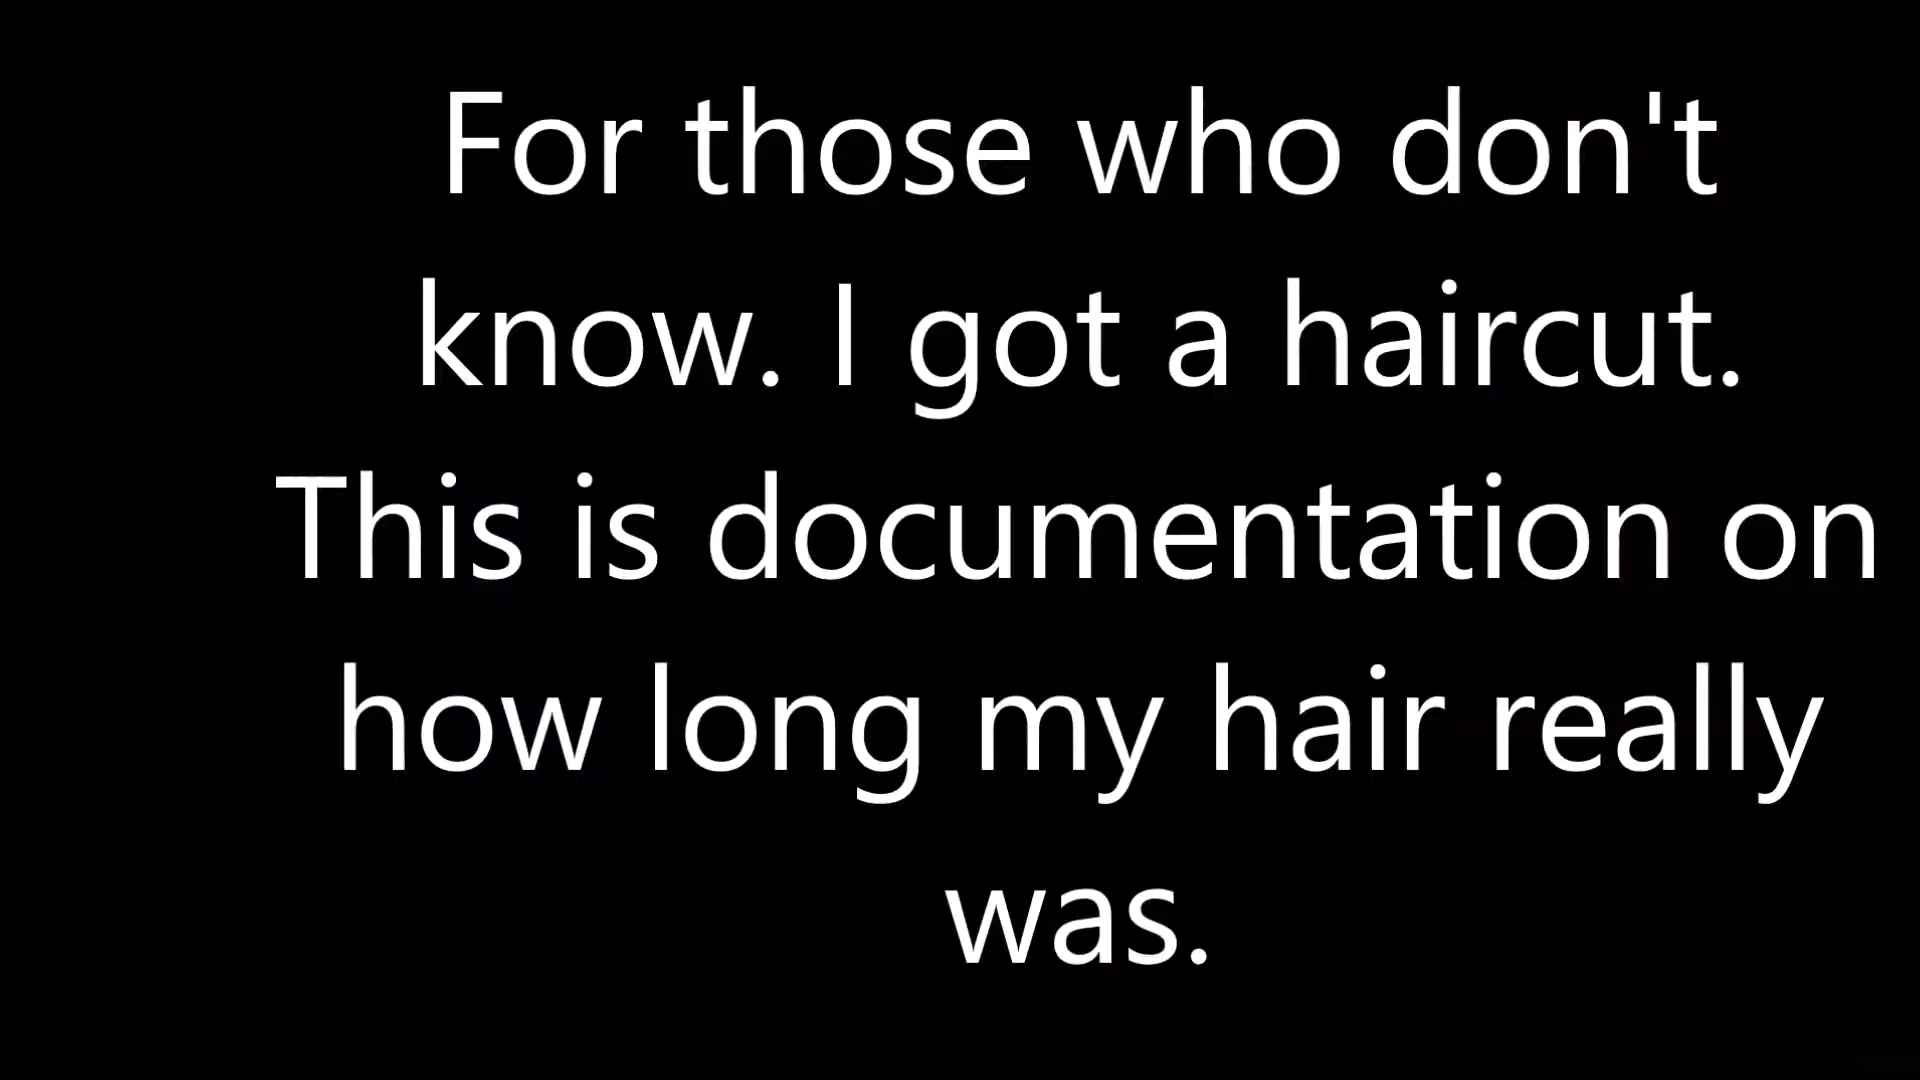 For those who don't
know. I got a haircut.
This is documentation on
how long my hair really
was.